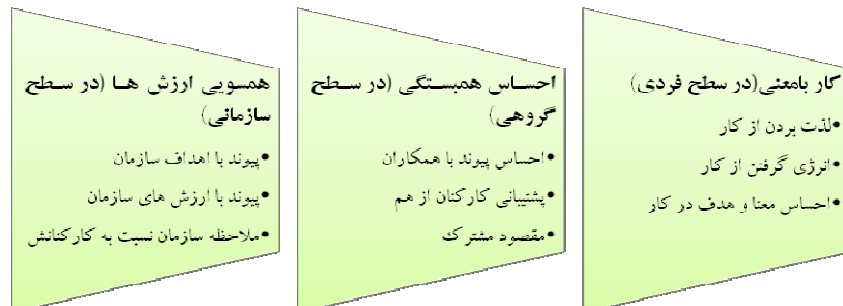 کار بامعنی(در سطح فردی)
•لذت بردن از کار
•انرژی گرفتن از کار
•احساس معنا و هدف در کار
احساس همبستگی (در سطح
گروهی)
•احساس پیوند با همکاران
•پشتیبانی کارکنان از هم
•مقصود مشترک
همسویی ارزش ها (در سطح
سازمانی)
•پیوند با اهداف سازمان
•پیوند با ارزش های سازمان
•ملاحظه سازمان نسبت به کارکنانش